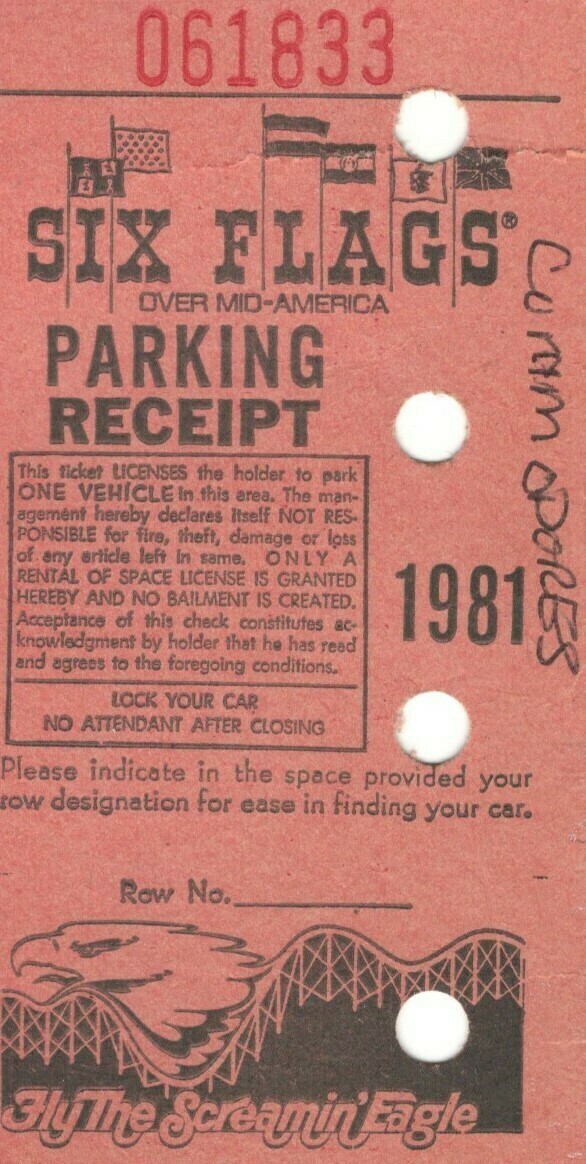 061833
SIX FLAGS®
OVER MID-AMERICA
PARKING
RECEIPT
This ticket LICENSES the holder to park
ONE VEHICLE in this area. The man-
agement hereby declares itself NOT RES-
PONSIBLE for fire, theft, damage or loss
of any article left in same. ONLY A
RENTAL OF SPACE LICENSE IS GRANTED
HEREBY AND NO BAILMENT IS CREATED.
Acceptance of this check constitutes ac-
knowledgment by holder that he has read
and agrees to the foregoing conditions.
LOCK YOUR CAR
NO ATTENDANT AFTER CLOSING
1981
Please indicate in the space provided your
row designation for ease in finding your car.
Row No.
Fly The Screamin' Eagle